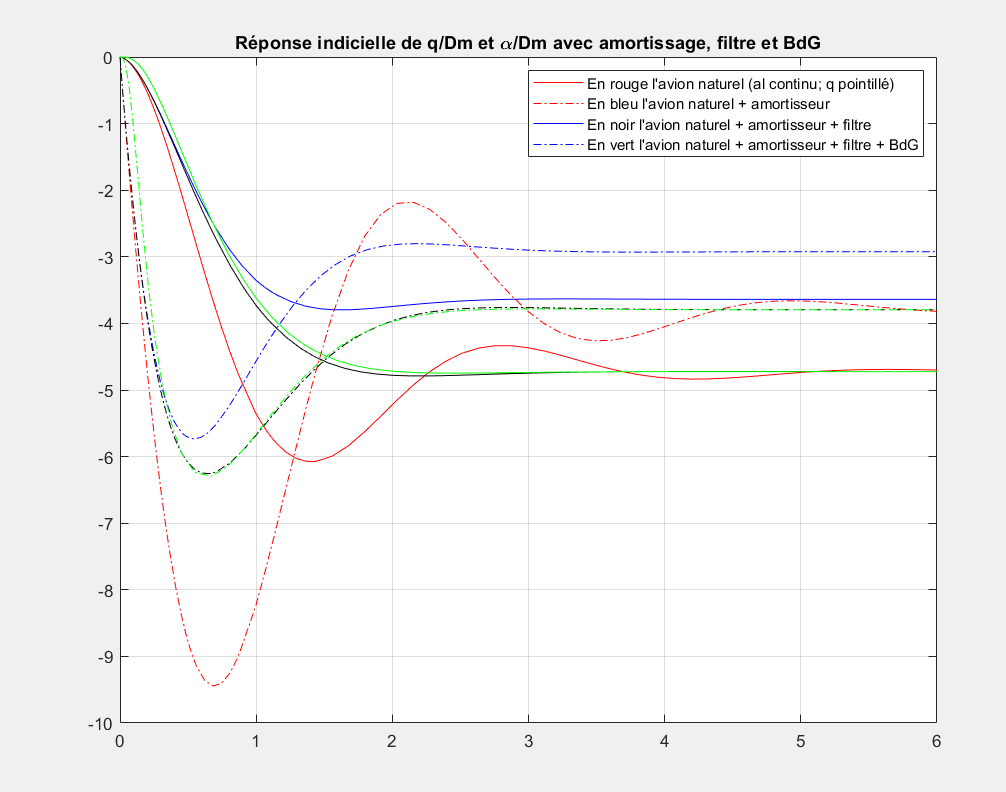 Réponse indicielle de q/Dm et α/Dm avec amortissage, filtre et BdG
En rouge l'avion naturel (al continu; q pointillé)
En bleu l'avion naturel + amortisseur
En noir l'avion naturel + amortisseur + filtre
En vert l'avion naturel + amortisseur + filtre + BdG
0
-1
-2
-3
-4
-5
-6
-7
-8
-9
-10
0 1 2 3 4 5 6